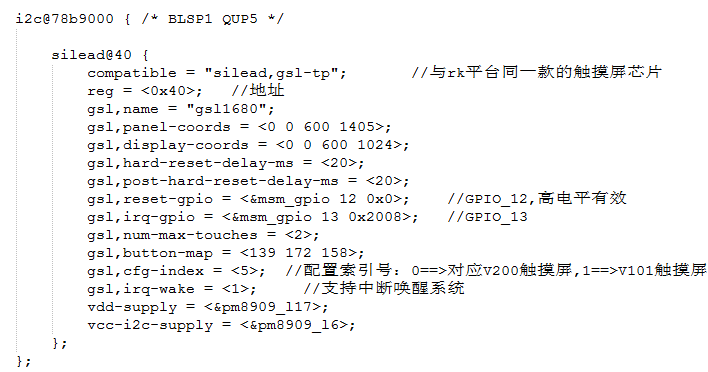 i2c@78b9000 { /* BLSP1 QUP5 */
silead@40 {
compatible = "silead,gsl-tp"; //与rk平台同一款的触摸屏芯片
reg = <0x40>; //地址
gsl,name = "gsl1680";
gsl,panel-coords = <0 0 600 1405>;
gsl,display-coords = <0 0 600 1024>;
gsl,hard-reset-delay-ms = <20>;
gsl,post-hard-reset-delay-ms = <20>;
gsl,reset-gpio = <&msm_gpio 12 0x0>; //GPIO_12,高电平有效
gsl,irq-gpio = <&msm_gpio 13 0x2008>; //GPIO_13
gsl,num-max-touches = <2>;
gsl,button-map = <139 172 158>;
gsl,cfg-index = <5>; //配置索引号：0==>对应V200触摸屏,1==>V101触摸屏
gsl,irq-wake = <1>; //支持中断唤醒系统
vdd-supply = <&pm8909_l17>;
vcc-i2c-supply = <&pm8909_l6>;
};
};